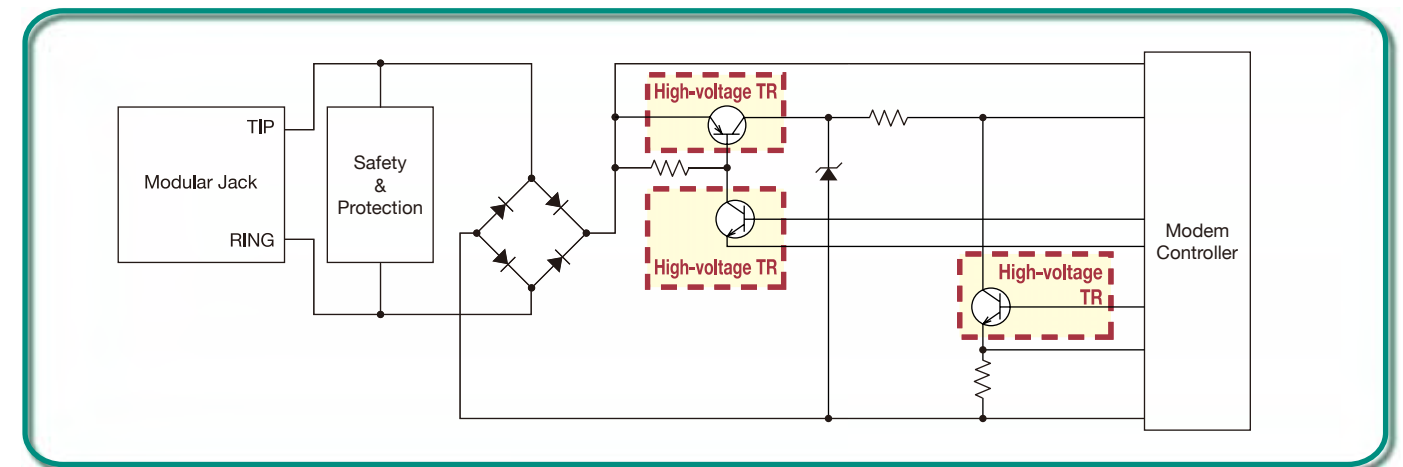 TIP
Modular Jack
RING
Safety
&
Protection
High-voltage TR
High-voltage TR
High-voltage
TR
Modem
Controller